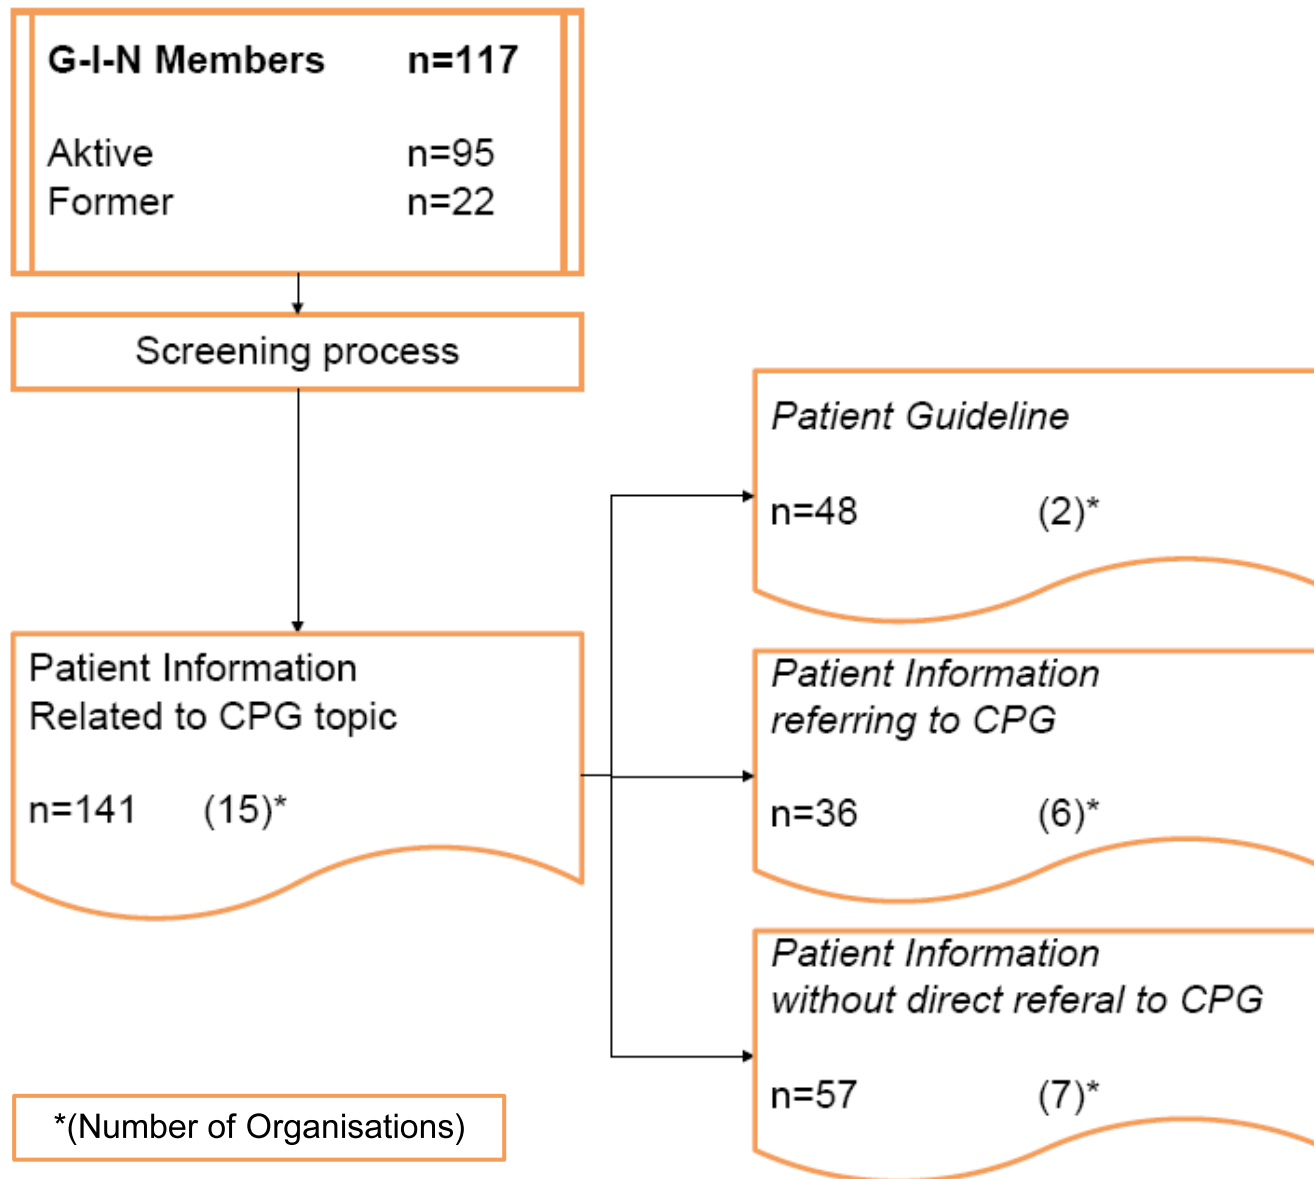 G-I-N Members n=117
Aktive n=95
Former n=22
Screening process
Patient Information
Related to CPG topic
n=141 (15)*
Patient Guideline
n=48 (2)*
Patient Information
referring to CPG
n=36 (6)*
Patient Information
without direct referal to CPG
n=57 (7)*
*(Number of Organisations)